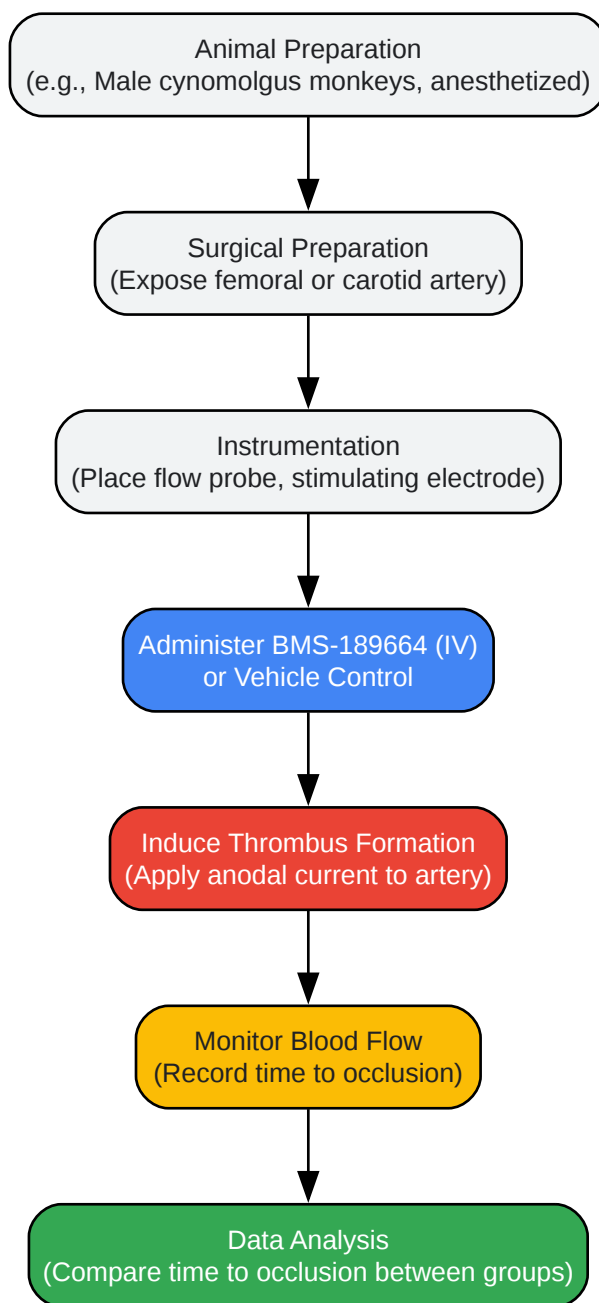 Animal Preparation
(e.g., Male cynomolgus monkeys, anesthetized)
Surgical Preparation
(Expose femoral or carotid artery)
Instrumentation
(Place flow probe, stimulating electrode)
Administer BMS-189664 (IV)
or Vehicle Control
Induce Thrombus Formation
(Apply anodal current to artery)
Monitor Blood Flow
(Record time to occlusion)
Data Analysis
(Compare time to occlusion between groups)